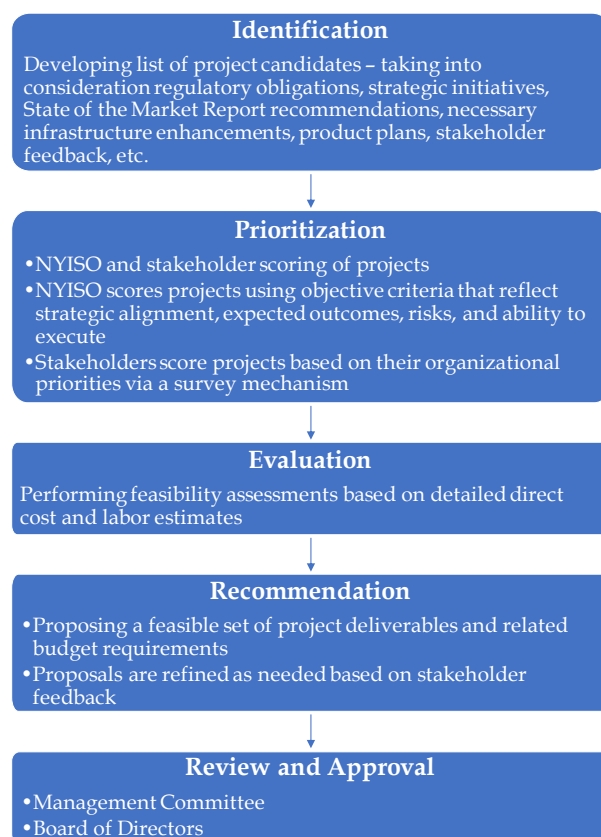 Identification
Developing list of project candidates – taking into
consideration regulatory obligations, strategic initiatives,
State of the Market Report recommendations, necessary
infrastructure enhancements, product plans, stakeholder
feedback, etc.
Prioritization
•NYISO and stakeholder scoring of projects
•NYISO scores projects using objective criteria that reflect
strategic alignment, expected outcomes, risks, and ability to
execute
•Stakeholders score projects based on their organizational
priorities via a survey mechanism
Evaluation
Performing feasibility assessments based on detailed direct
cost and labor estimates
Recommendation
•Proposing a feasible set of project deliverables and related
budget requirements
•Proposals are refined as needed based on stakeholder
feedback
Review and Approval
•Management Committee
•Board of Directors